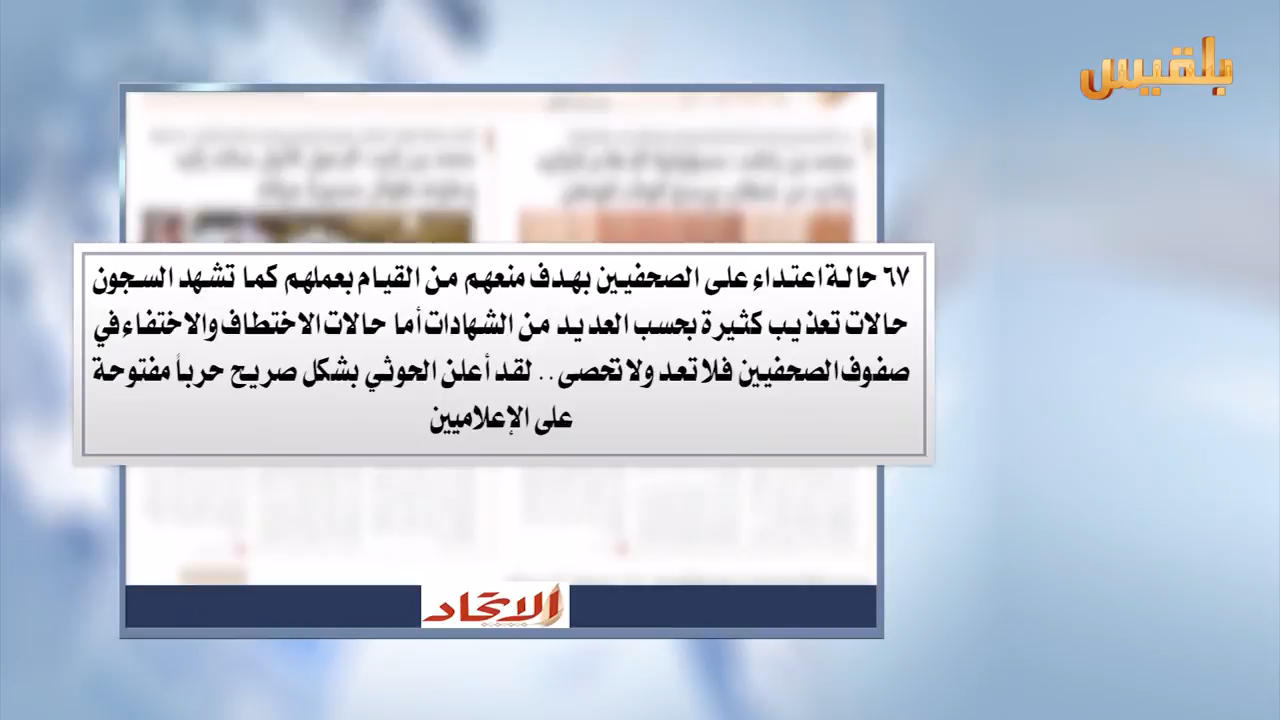 بلقيس
٦٧ حالة اعتداء على الصحفيين بهدف منعهم من القيام بعملهم كما تشهد السجون
حالات تعذيب كثيرة بحسب العديد من الشهادات أما حالات الاختطاف والاختفاء في
صفوف الصحفيين فلا تعد ولا تحصى .. لقد أعلن الحوثي بشكل صريح حرباً مفتوحة
على الإعلاميين
الاتحاد